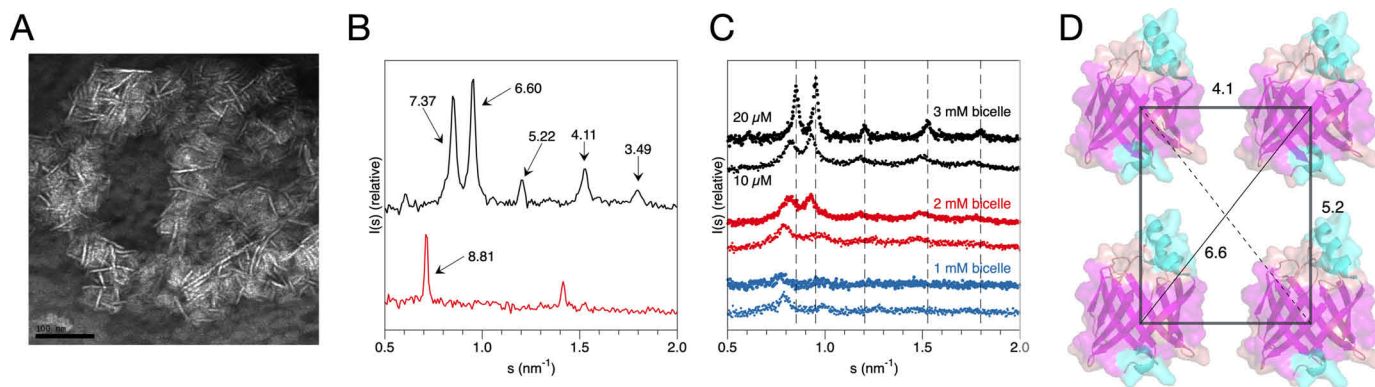 A
100 nm
B
7.37
6.60
5.22
4.11
3.49
8.81
I(s) (relative)
0.5
1.0
1.5
2.0
s (nm⁻¹)
C
20 µM
3 mM bicelle
10 µM
2 mM bicelle
1 mM bicelle
I(s) (relative)
0.5
1.0
1.5
2.0
s (nm⁻¹)
D
4.1
5.2
6.6